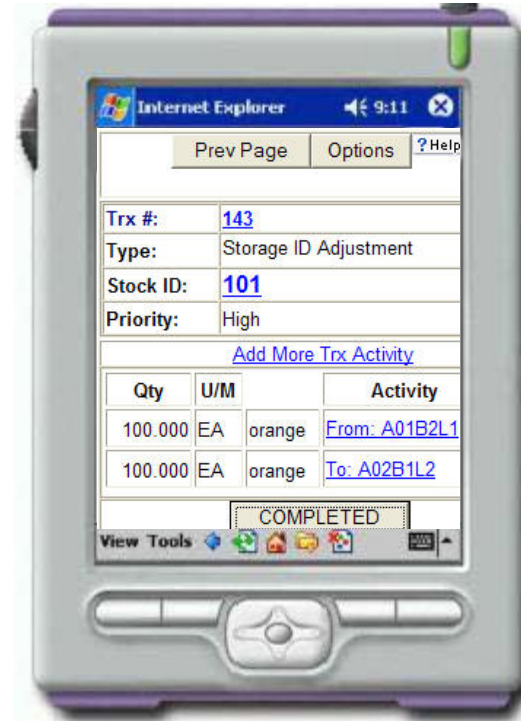 Internet Explorer 9:11
Prev Page Options ? Help
Trx #: 143
Type: Storage ID Adjustment
Stock ID: 101
Priority: High
Add More Trx Activity
Qty U/M Activity
100.000 EA orange From: A01B2L1
100.000 EA orange To: A02B1L2
COMPLETED
View Tools